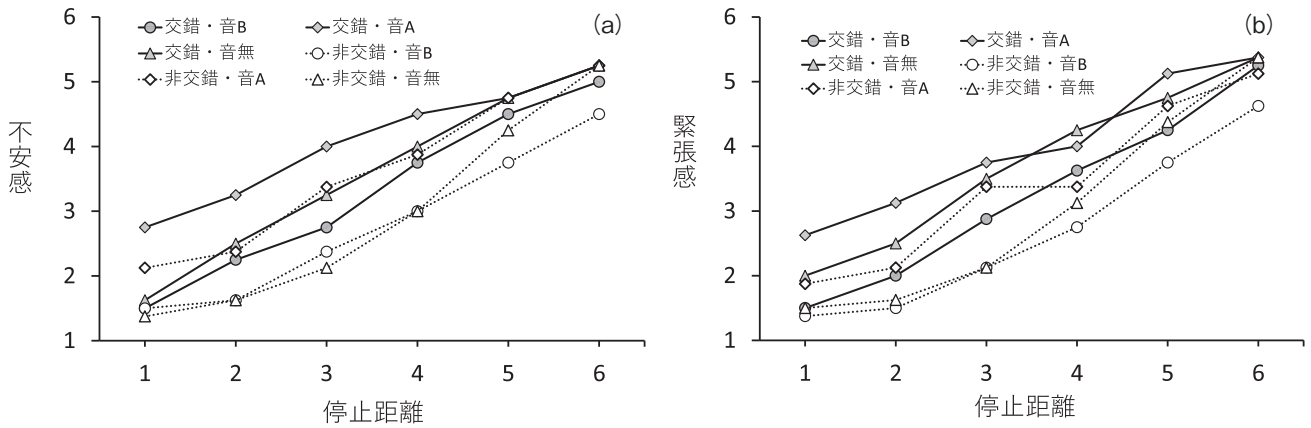 (a)
交錯・音B 交錯・音A
交錯・音無 非交錯・音B
非交錯・音A 非交錯・音無
6
5
4
3
2
1
不安感
1 2 3 4 5 6
停止距離
(b)
交錯・音B 交錯・音A
交錯・音無 非交錯・音B
非交錯・音A 非交錯・音無
6
5
4
3
2
1
緊張感
1 2 3 4 5 6
停止距離